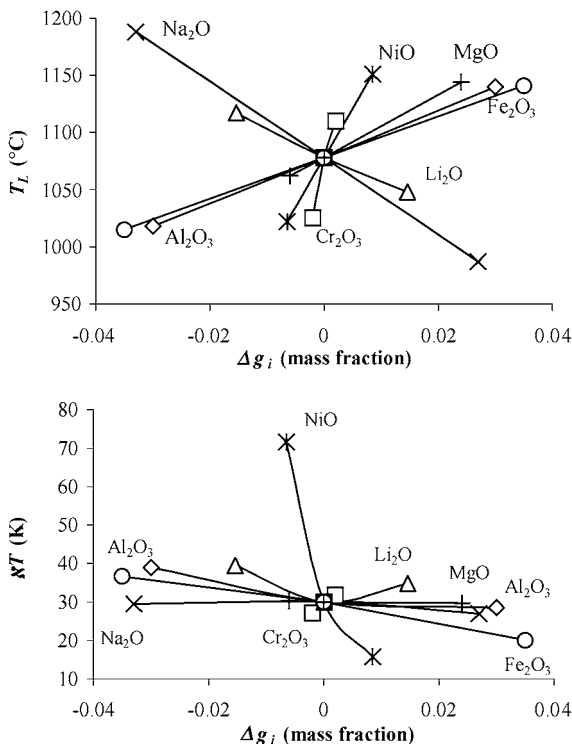 1200
1150
1100
1050
1000
950
T_L (°C)
Na₂O
NiO
MgO
Fe₂O₃
Li₂O
Cr₂O₃
Al₂O₃
-0.04 -0.02 0 0.02 0.04
Δg_i (mass fraction)
80
70
60
50
40
30
20
10
T (K)
NiO
Al₂O₃
Li₂O
MgO
Al₂O₃
Na₂O
Cr₂O₃
Fe₂O₃
-0.04 -0.02 0 0.02 0.04
Δg_i (mass fraction)